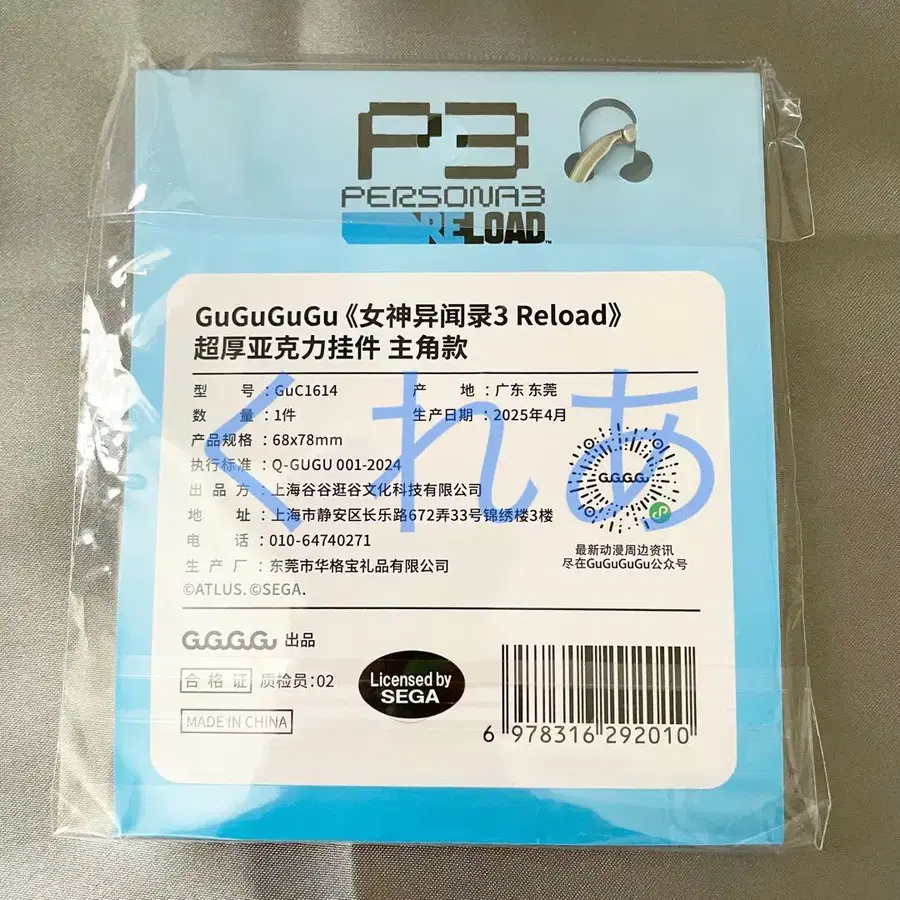 P3
PERSONA3
RELOAD™
GuGuGuGu《女神异闻录3 Reload》
超厚亚克力挂件 主角款
型 号：GuC1614 产 地：广东 东莞
数 量：1件 生产日期：2025年4月
产品规格：68x78mm
执行标准：Q-GUGU 001-2024
出 品 方：上海谷谷逛谷文化科技有限公司
地 址：上海市静安区长乐路672弄33号锦绣楼3楼
电 话：010-64740271
生 产 厂：东莞市华格宝礼品有限公司
©ATLUS. ©SEGA.
G.G.G.G.
最新动漫周边资讯
尽在GuGuGuGu公众号
くれあ
G.G.G.Gu 出品
合格证 质检员：02
MADE IN CHINA
Licensed by
SEGA
6 978316 292010